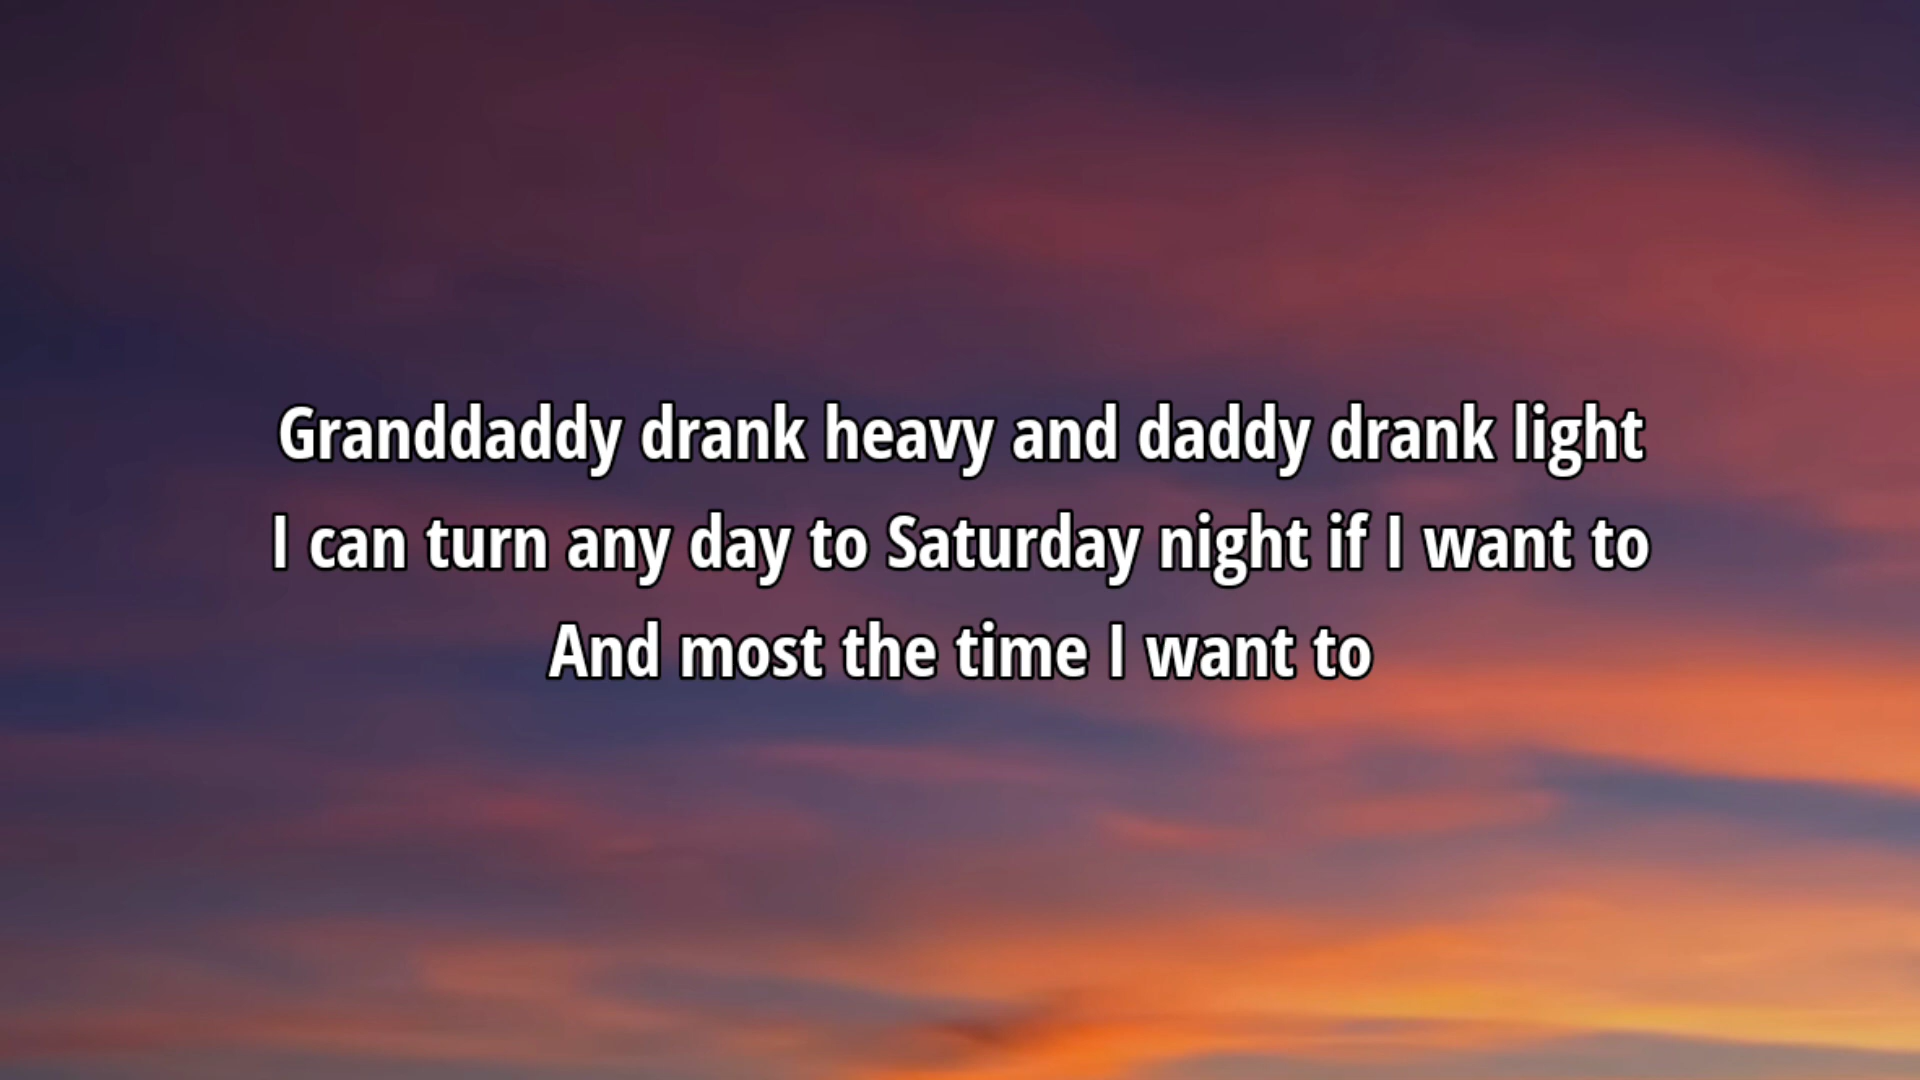 Granddaddy drank heavy and daddy drank light
I can turn any day to Saturday night if I want to
And most the time I want to